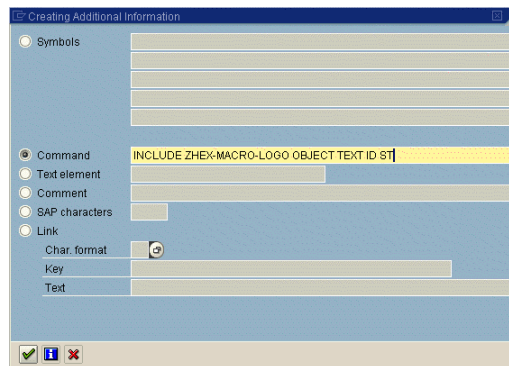 Creating Additional Information
Symbols
Command INCLUDE ZHEX-MACRO-LOGO OBJECT TEXT ID ST
Text element
Comment
SAP characters
Link
Char. format
Key
Text